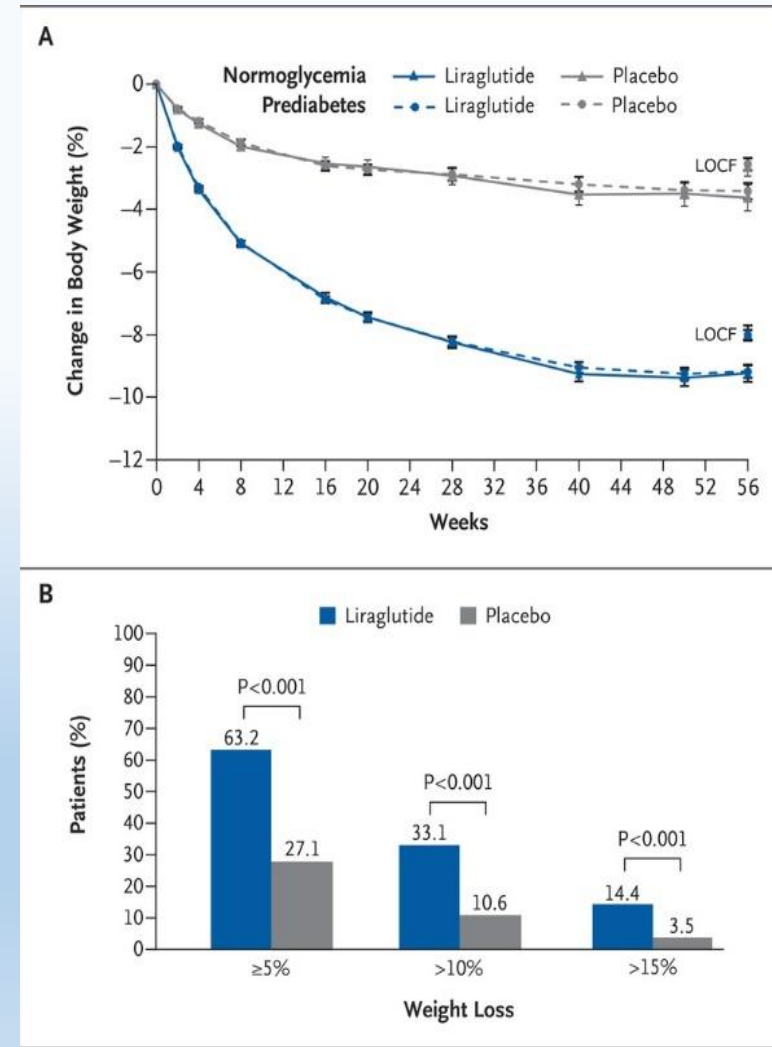 A
Normoglycemia Liraglutide Placebo
Prediabetes Liraglutide Placebo
Change in Body Weight (%)
0
−2
−4
−6
−8
−10
−12
LOCF
LOCF
0 4 8 12 16 20 24 28 32 36 40 44 48 52 56
Weeks
B
Liraglutide Placebo
Patients (%)
100
90
80
70
60
50
40
30
20
10
0
P<0.001
63.2
27.1
P<0.001
33.1
10.6
P<0.001
14.4
3.5
≥5% >10% >15%
Weight Loss